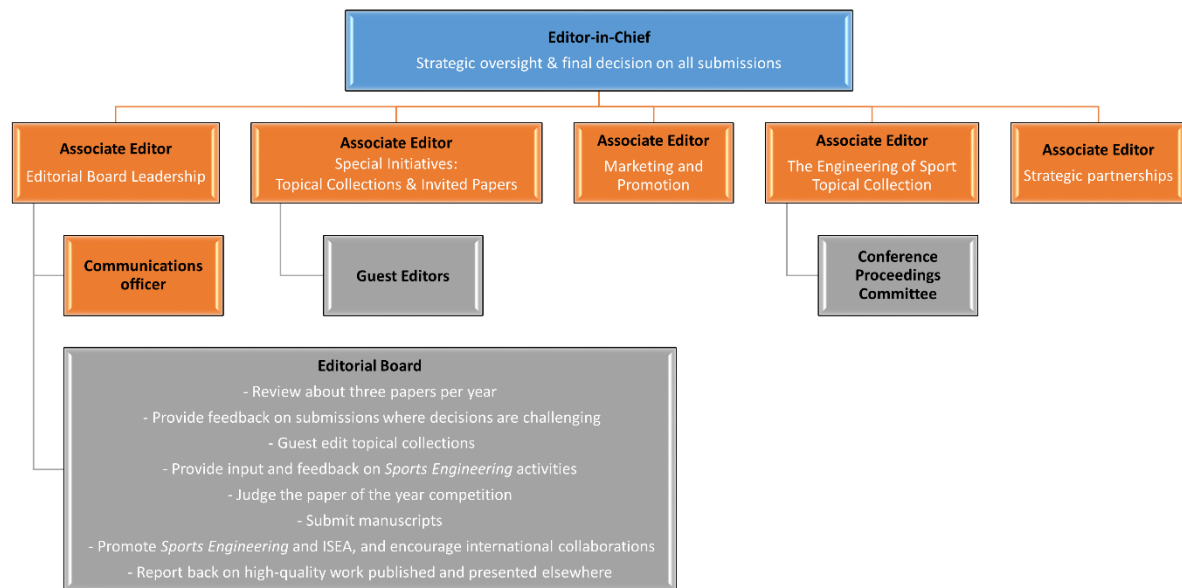 Editor-in-Chief
Strategic oversight & final decision on all submissions
Associate Editor
Editorial Board Leadership
Associate Editor
Special Initiatives:
Topical Collections & Invited Papers
Associate Editor
Marketing and
Promotion
Associate Editor
The Engineering of Sport
Topical Collection
Associate Editor
Strategic partnerships
Communications
officer
Guest Editors
Conference
Proceedings
Committee
Editorial Board
- Review about three papers per year
- Provide feedback on submissions where decisions are challenging
- Guest edit topical collections
- Provide input and feedback on Sports Engineering activities
- Judge the paper of the year competition
- Submit manuscripts
- Promote Sports Engineering and ISEA, and encourage international collaborations
- Report back on high-quality work published and presented elsewhere